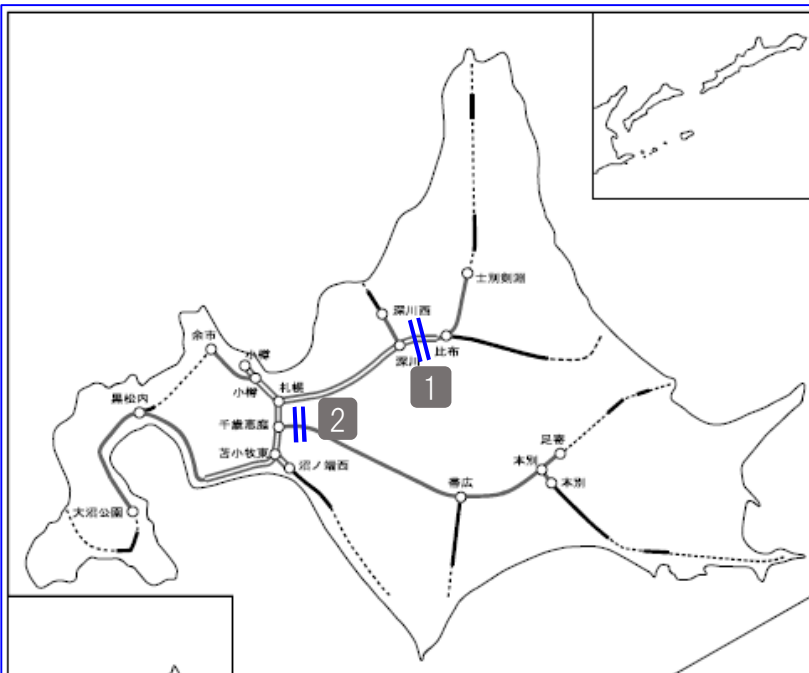 士別剣淵
深川西
余市
小樽
比布
深川
1
小樽
札幌
黒松内
千歳恵庭
2
足寄
苫小牧東
沼ノ端西
本別
本別
帯広
大沼公園